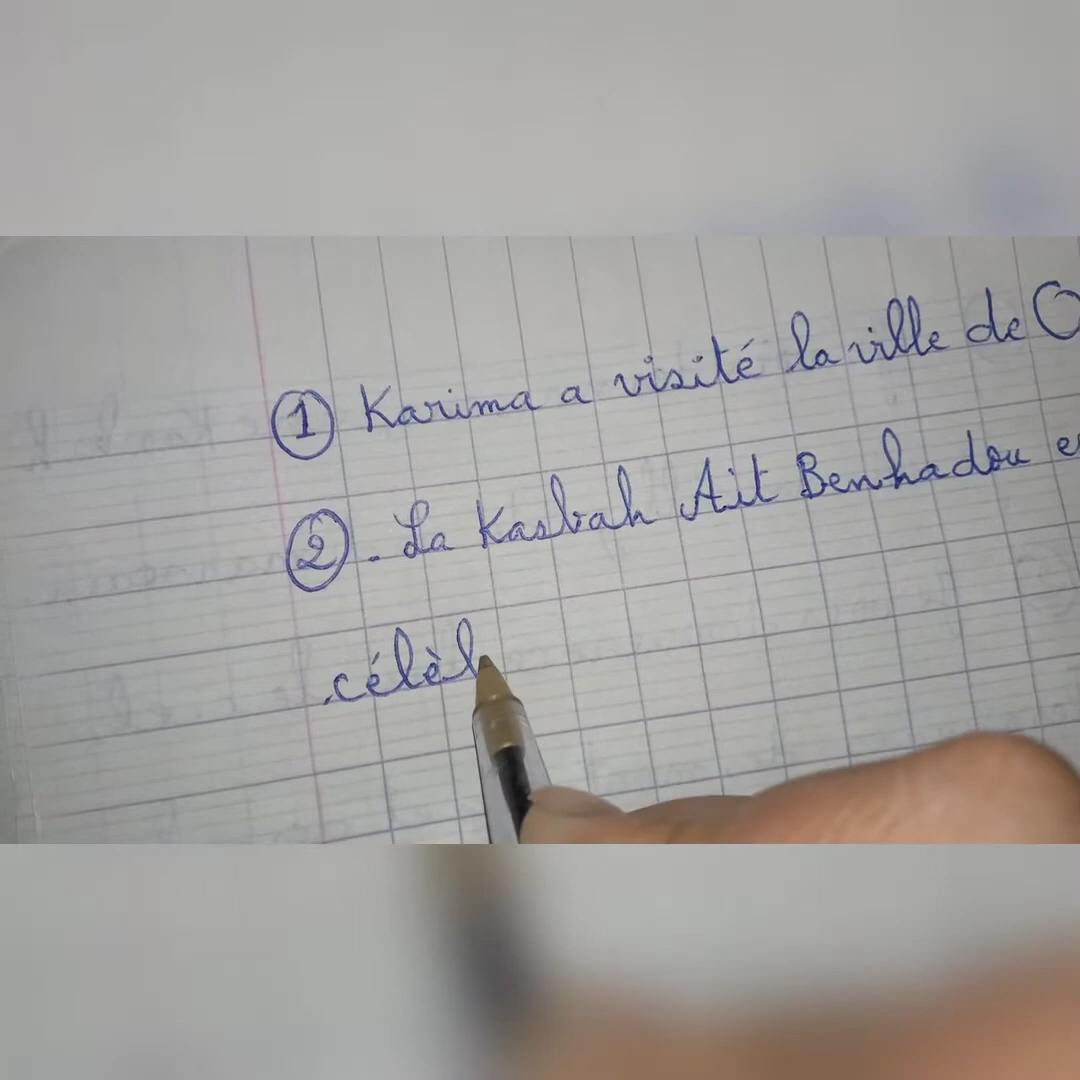 ① Karima a visité la ville de O
② . La Kasbah Ait Benhadou e
célèb